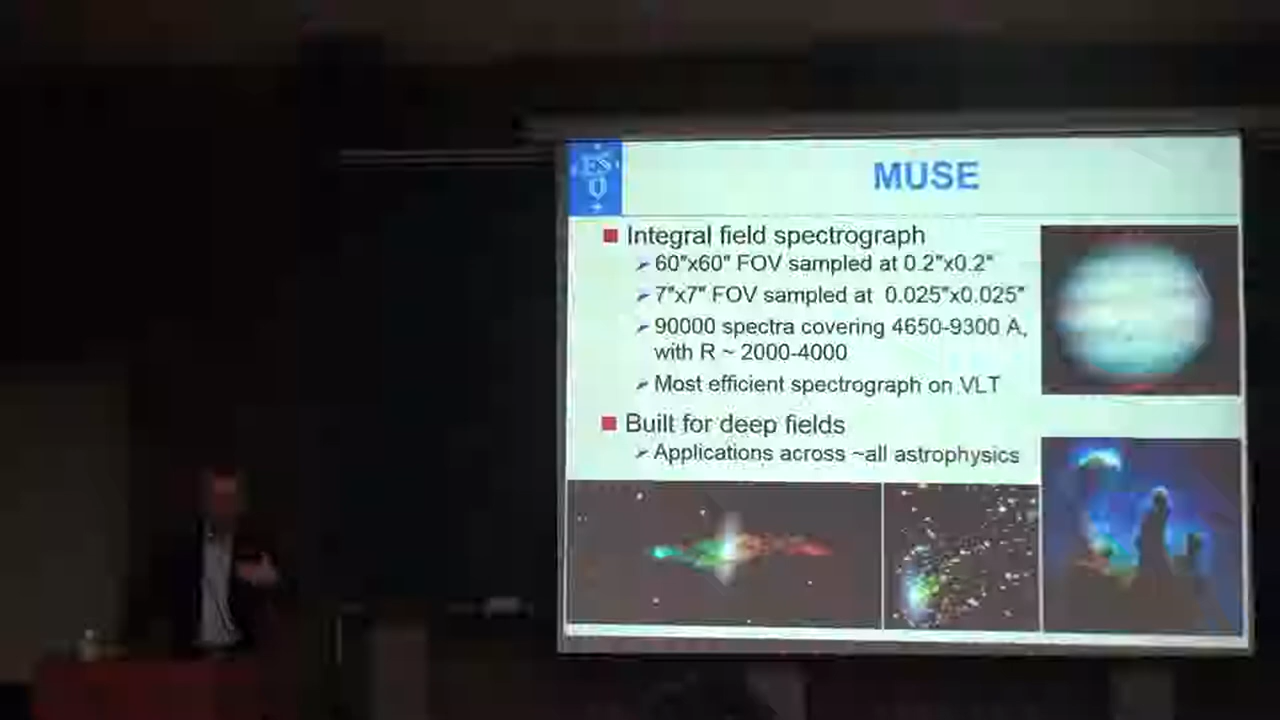 ES
O
MUSE
Integral field spectrograph
60"x60" FOV sampled at 0.2"x0.2"
7"x7" FOV sampled at 0.025"x0.025"
90000 spectra covering 4650-9300 A,
with R ~ 2000-4000
Most efficient spectrograph on VLT
Built for deep fields
Applications across ~all astrophysics